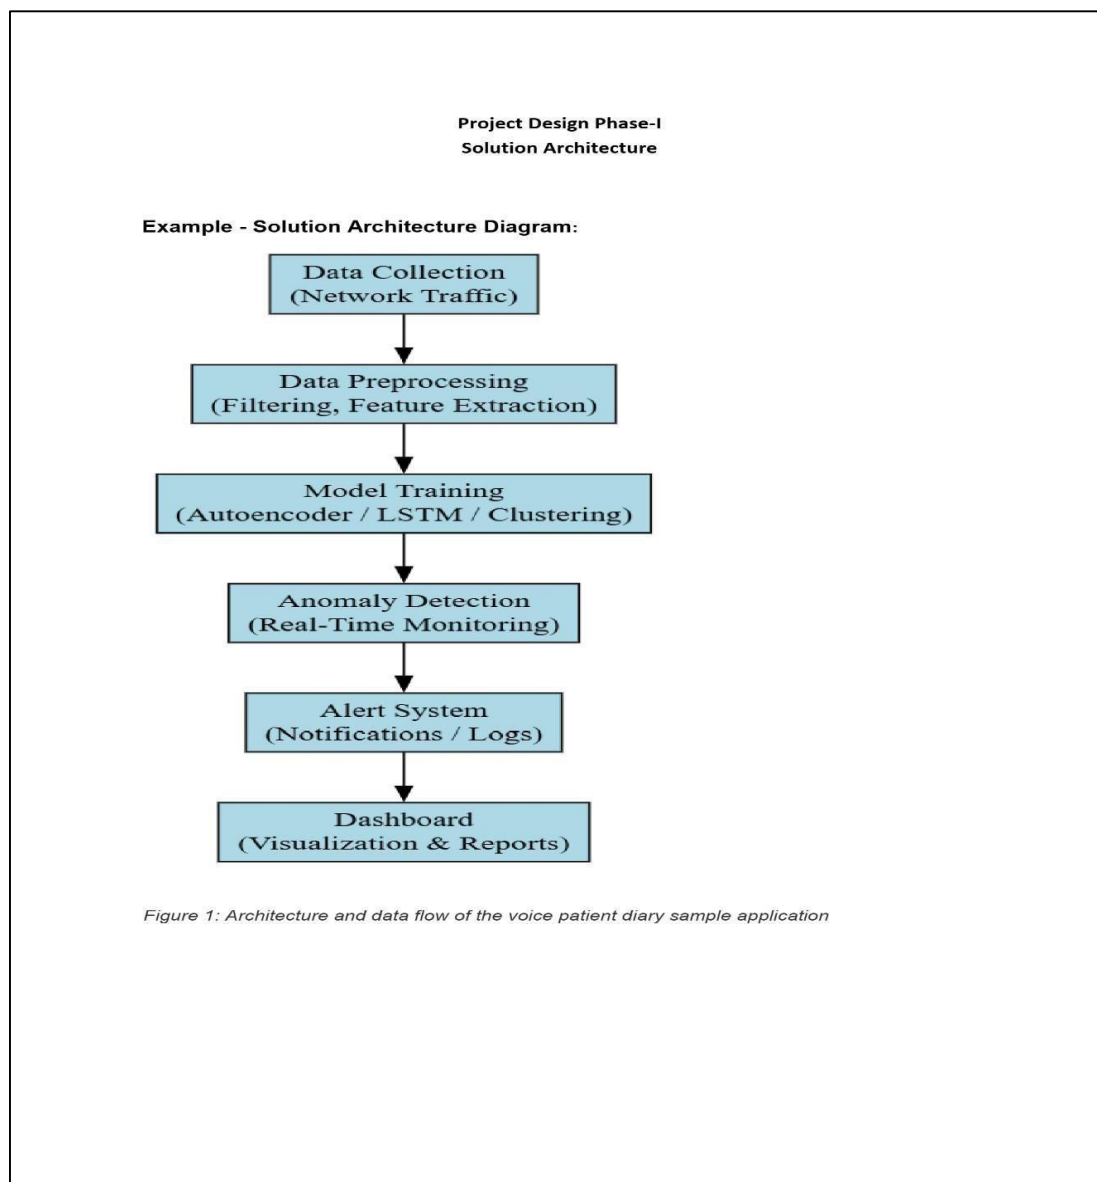 Project Design Phase-I
Solution Architecture
Example - Solution Architecture Diagram:
Data Collection
(Network Traffic)
Data Preprocessing
(Filtering, Feature Extraction)
Model Training
(Autoencoder / LSTM / Clustering)
Anomaly Detection
(Real-Time Monitoring)
Alert System
(Notifications / Logs)
Dashboard
(Visualization & Reports)
Figure 1: Architecture and data flow of the voice patient diary sample application